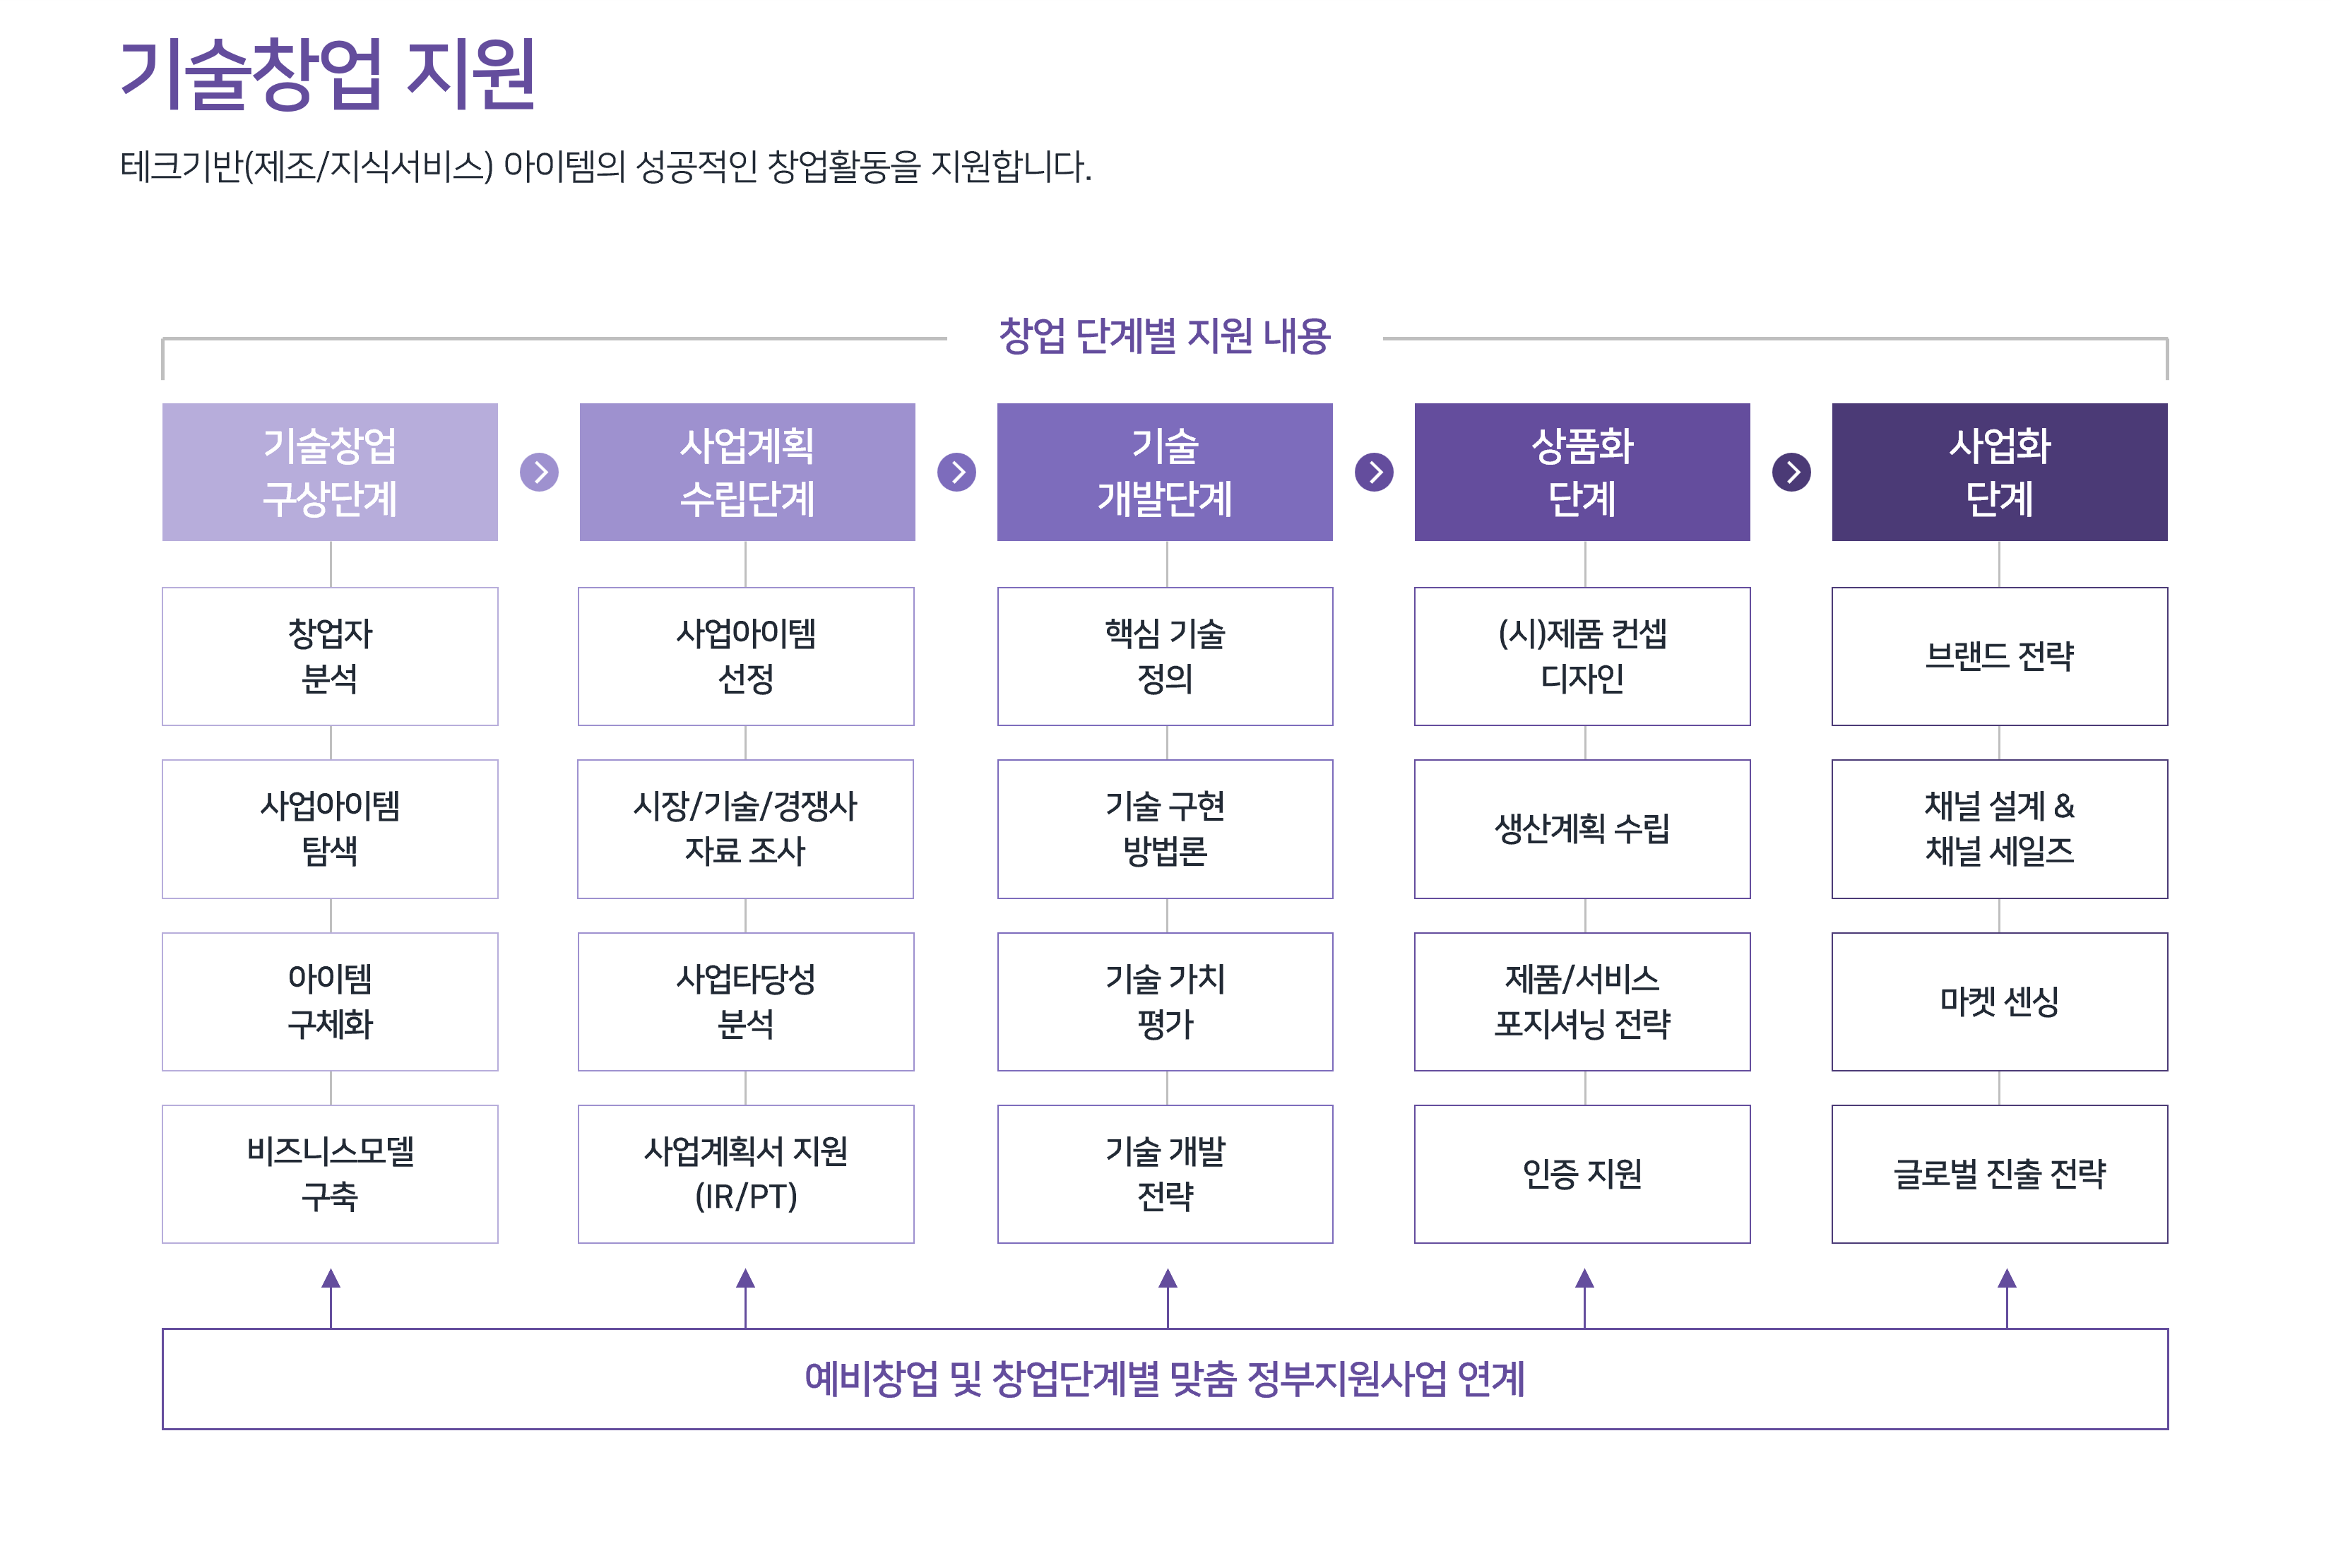 기술창업 지원
테크기반(제조/지식서비스) 아이템의 성공적인 창업활동을 지원합니다.
창업 단계별 지원 내용
기술창업
구상단계
사업계획
수립단계
기술
개발단계
상품화
단계
사업화
단계
창업자
분석
사업아이템
선정
핵심 기술
정의
(시)제품 컨셉
디자인
브랜드 전략
사업아이템
탐색
시장/기술/경쟁사
자료 조사
기술 구현
방법론
생산계획 수립
채널 설계 &
채널 세일즈
아이템
구체화
사업타당성
분석
기술 가치
평가
제품/서비스
포지셔닝 전략
마켓 센싱
비즈니스모델
구축
사업계획서 지원
(IR/PT)
기술 개발
전략
인증 지원
글로벌 진출 전략
예비창업 및 창업단계별 맞춤 정부지원사업 연계